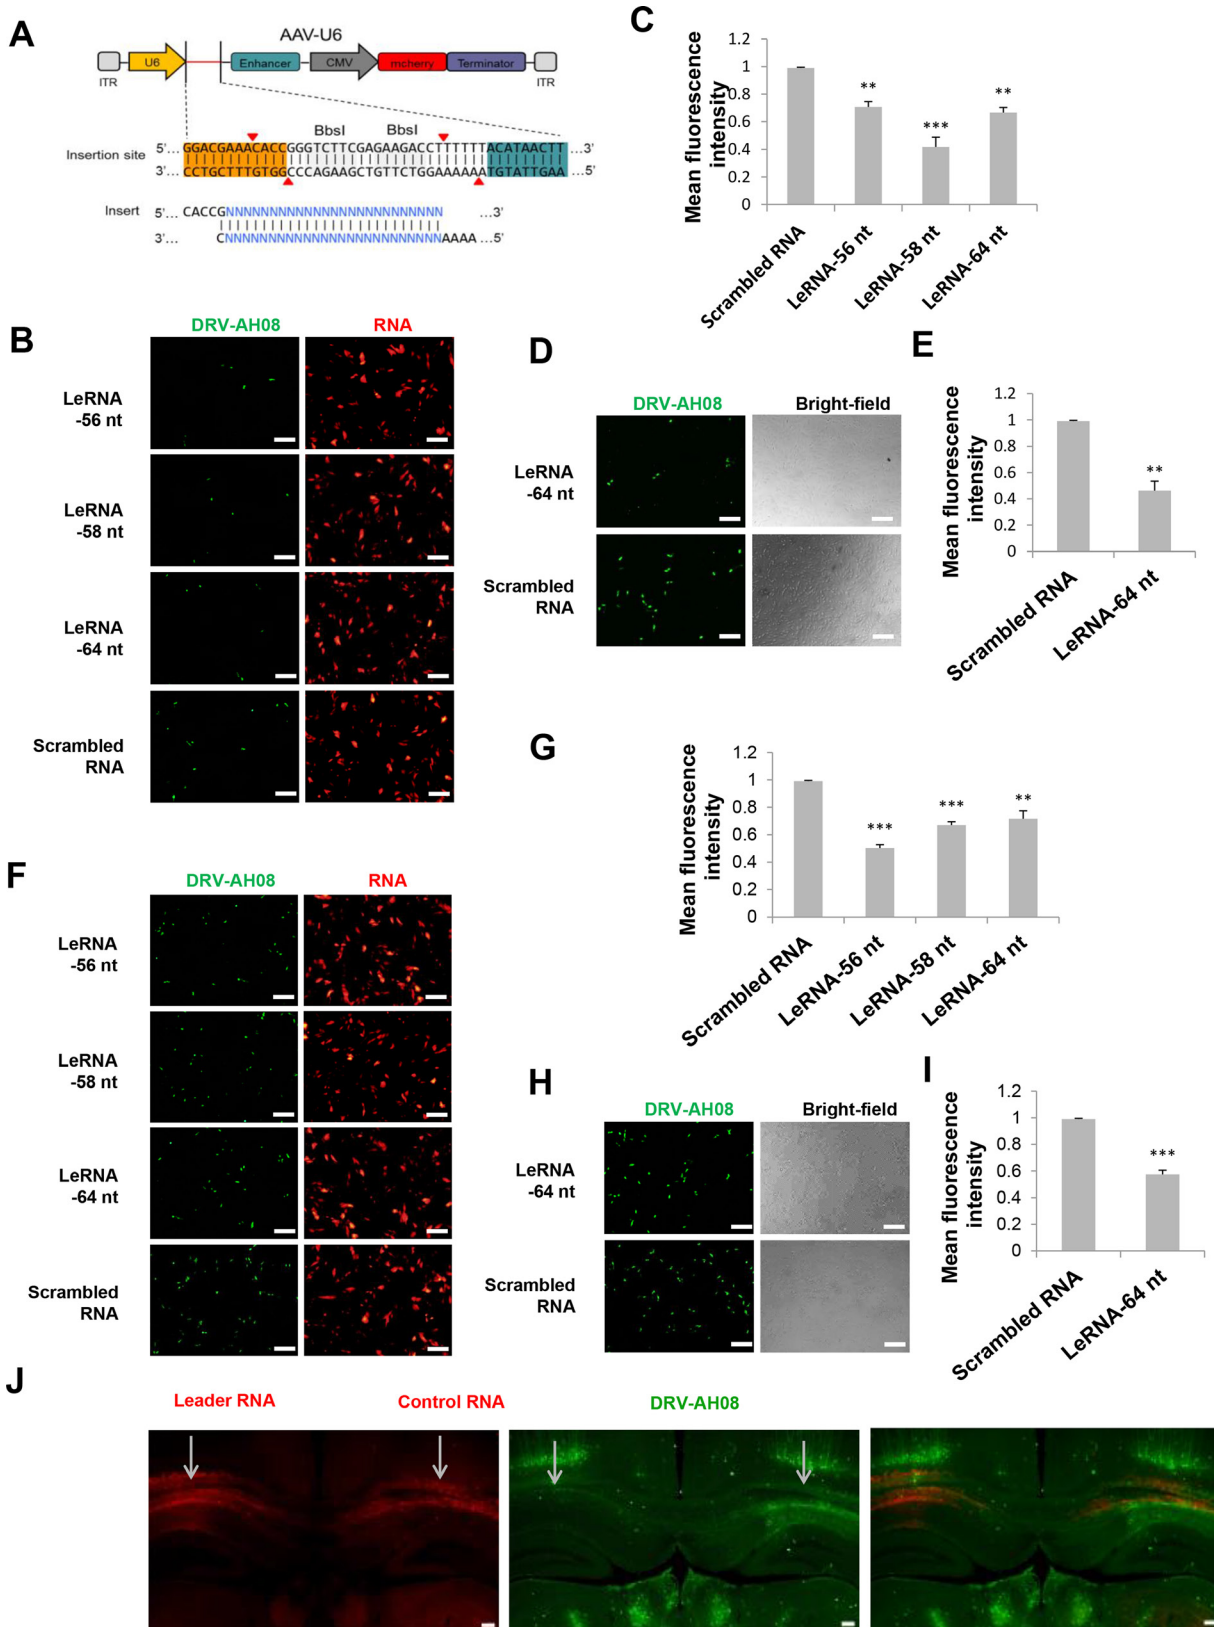 A
AAV-U6
U6
Enhancer
CMV
mcherry
Terminator
ITR
ITR
BbsI
BbsI
Insertion site
5'... GGACGAAACACCGGGTCTTCGAGAAGACCTTTTTTACATAACTT ...3'
3'... CCTGCTTTGTGGCCCAGAAGCTGTTCTGGAAAAAATGTATTGAA ...5'
Insert
5'... CACCGNNNNNNNNNNNNNNNNNNNNNNNNN ...3'
3'... CNNNNNNNNNNNNNNNNNNNNNNNNNAAAA ...5'
B
DRV-AH08
RNA
LeRNA
-56 nt
LeRNA
-58 nt
LeRNA
-64 nt
Scrambled
RNA
C
Mean fluorescence
intensity
1.2
1
0.8
0.6
0.4
0.2
0
**
***
**
Scrambled RNA
LeRNA-56 nt
LeRNA-58 nt
LeRNA-64 nt
D
DRV-AH08
Bright-field
LeRNA
-64 nt
Scrambled
RNA
E
Mean fluorescence
intensity
1.2
1
0.8
0.6
0.4
0.2
0
**
Scrambled RNA
LeRNA-64 nt
F
DRV-AH08
RNA
LeRNA
-56 nt
LeRNA
-58 nt
LeRNA
-64 nt
Scrambled
RNA
G
Mean fluorescence
intensity
1.2
1
0.8
0.6
0.4
0.2
0
***
***
**
Scrambled RNA
LeRNA-56 nt
LeRNA-58 nt
LeRNA-64 nt
H
DRV-AH08
Bright-field
LeRNA
-64 nt
Scrambled
RNA
I
Mean fluorescence
intensity
1.2
1
0.8
0.6
0.4
0.2
0
***
Scrambled RNA
LeRNA-64 nt
J
Leader RNA
Control RNA
DRV-AH08